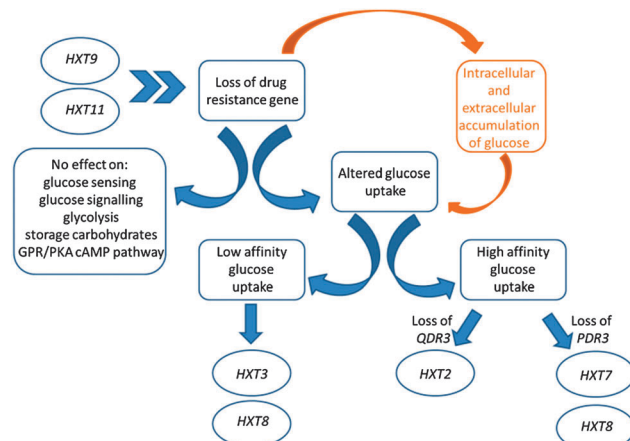 HXT9
HXT11
Loss of drug
resistance gene
Intracellular
and
extracellular
accumulation
of glucose
No effect on:
glucose sensing
glucose signalling
glycolysis
storage carbohydrates
GPR/PKA cAMP pathway
Altered glucose
uptake
Low affinity
glucose
uptake
High affinity
glucose
uptake
Loss of
QDR3
Loss of
PDR3
HXT3
HXT8
HXT2
HXT7
HXT8